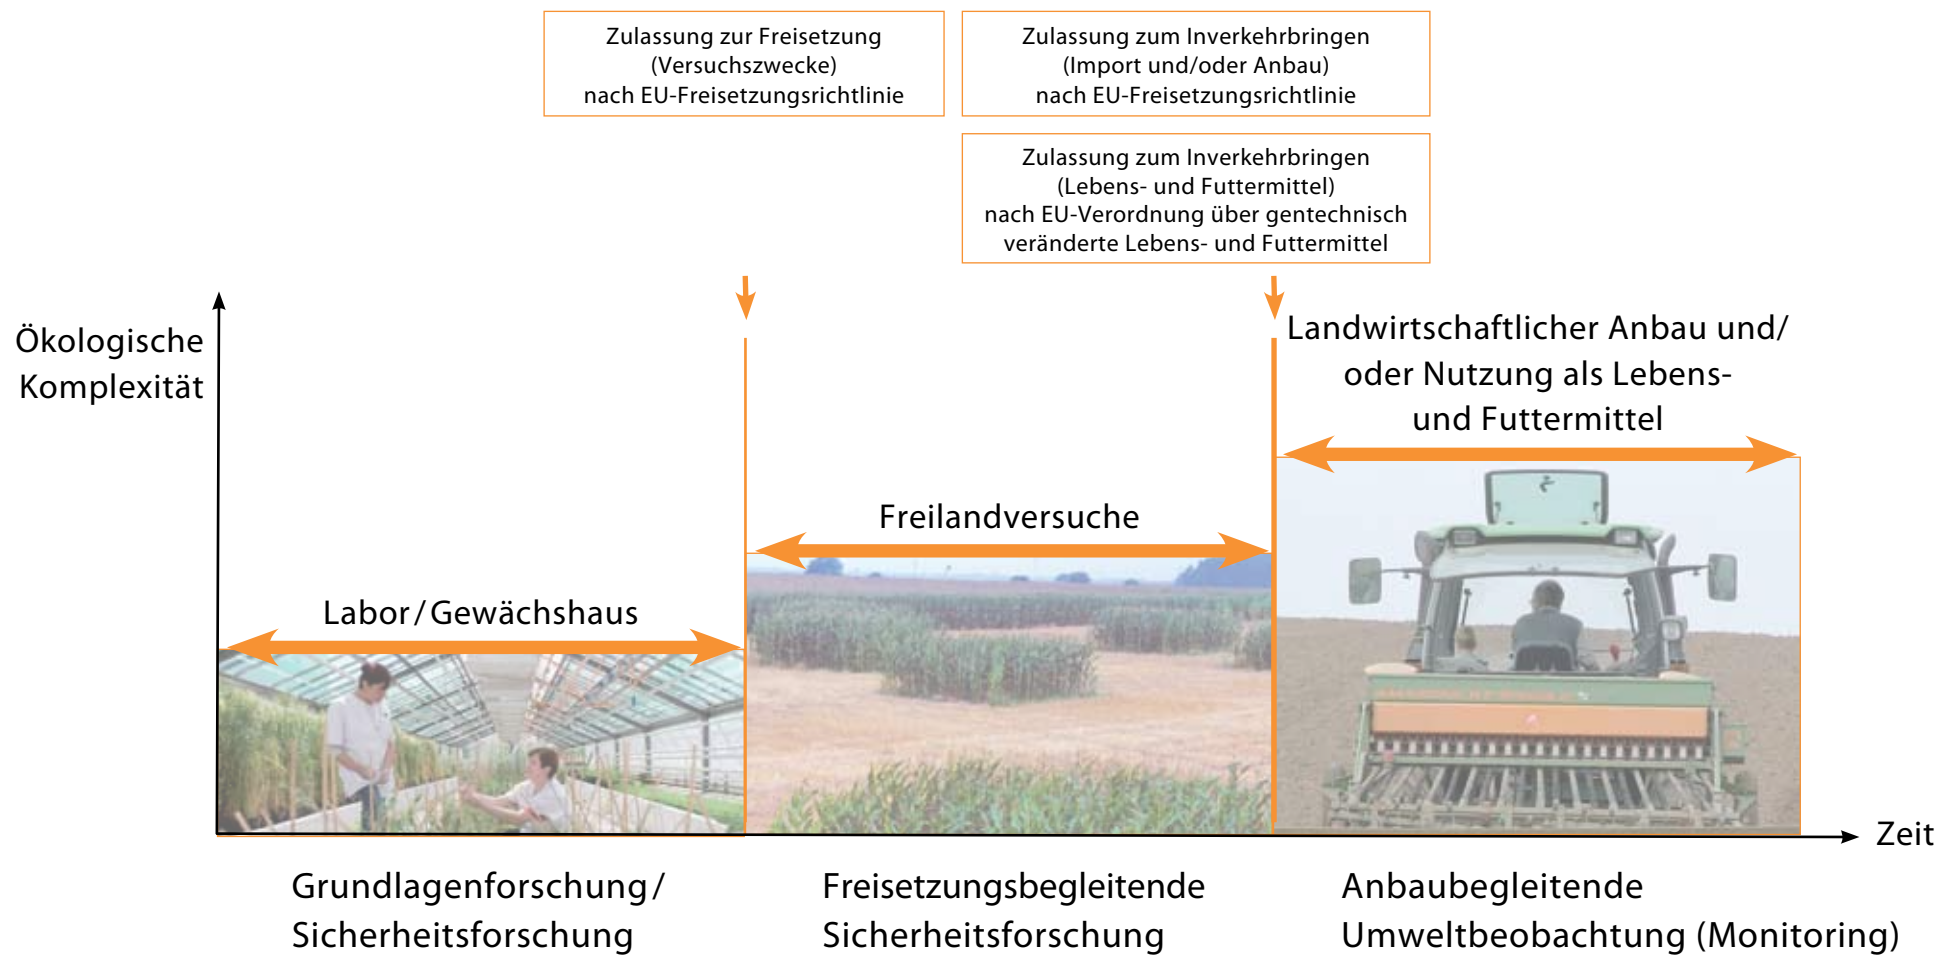 Zulassung zur Freisetzung
(Versuchszwecke)
nach EU-Freisetzungsrichtlinie
Zulassung zum Inverkehrbringen
(Import und/oder Anbau)
nach EU-Freisetzungsrichtlinie
Zulassung zum Inverkehrbringen
(Lebens- und Futtermittel)
nach EU-Verordnung über gentechnisch
veränderte Lebens- und Futtermittel
Ökologische
Komplexität
Landwirtschaftlicher Anbau und/
oder Nutzung als Lebens-
und Futtermittel
Freilandversuche
Labor/Gewächshaus
Zeit
Grundlagenforschung/
Sicherheitsforschung
Freisetzungsbegleitende
Sicherheitsforschung
Anbaubegleitende
Umweltbeobachtung (Monitoring)